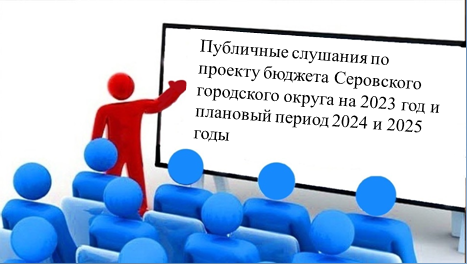 Публичные слушания по
проекту бюджета Серовского
городского округа на 2023 год и
плановый период 2024 и 2025
годы